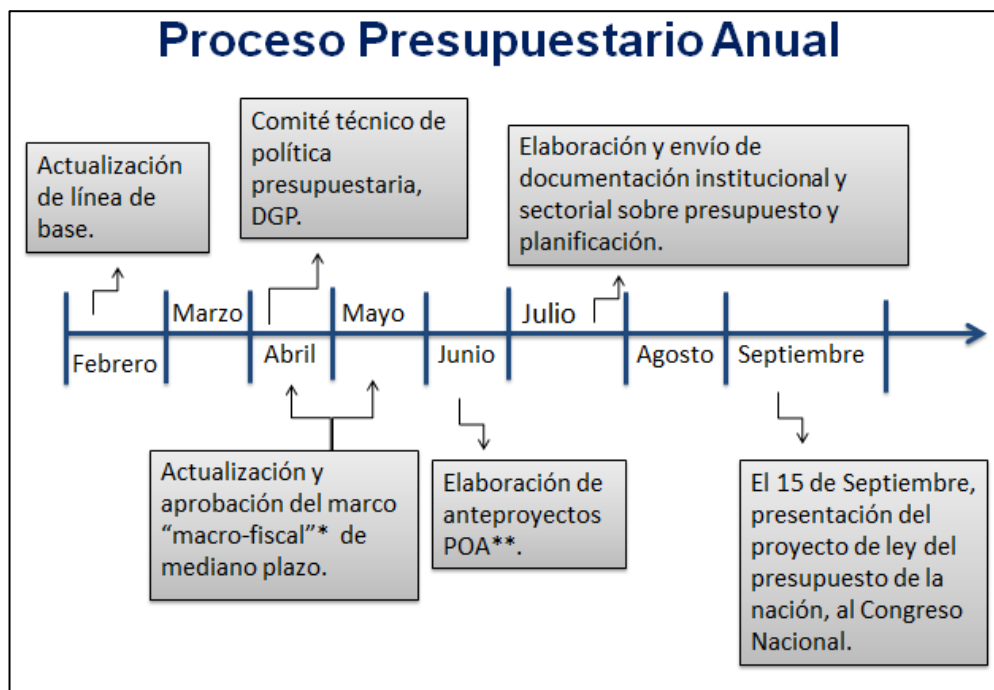 Proceso Presupuestario Anual
Actualización
de línea de
base.
Comité técnico de
política
presupuestaria,
DGP.
Elaboración y envío de
documentación institucional y
sectorial sobre presupuesto y
planificación.
Febrero
Marzo
Abril
Mayo
Junio
Julio
Agosto
Septiembre
Actualización y
aprobación del marco
“macro-fiscal”* de
mediano plazo.
Elaboración de
anteproyectos
POA**.
El 15 de Septiembre,
presentación del
proyecto de ley del
presupuesto de la
nación, al Congreso
Nacional.